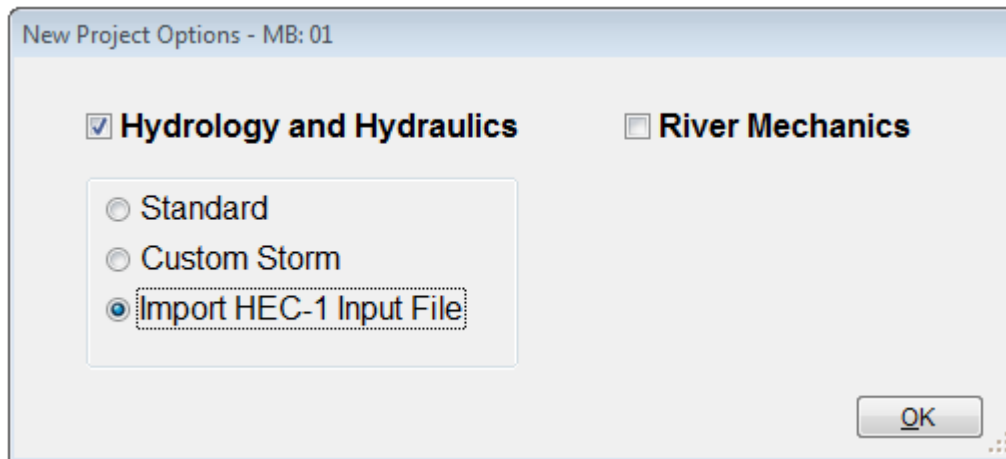 New Project Options - MB: 01
Hydrology and Hydraulics River Mechanics
Standard
Custom Storm
Import HEC-1 Input File
OK